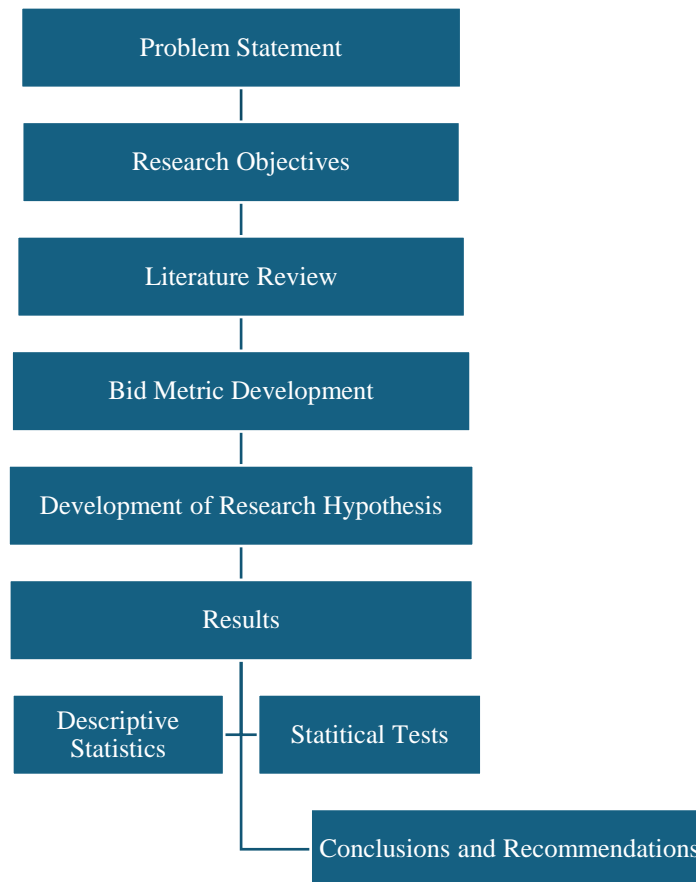 Problem Statement
Research Objectives
Literature Review
Bid Metric Development
Development of Research Hypothesis
Results
Descriptive
Statistics
Statitical Tests
Conclusions and Recommendations